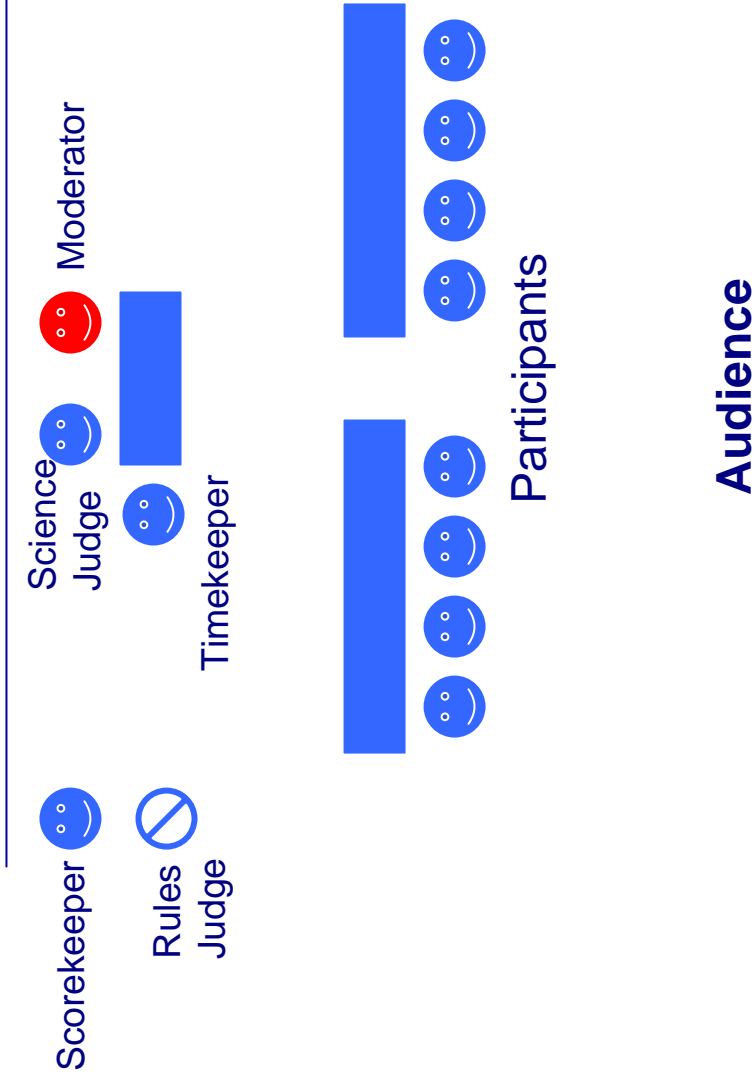 Scorekeeper
Science
Judge
Moderator
Rules
Judge
Timekeeper
Participants
Audience